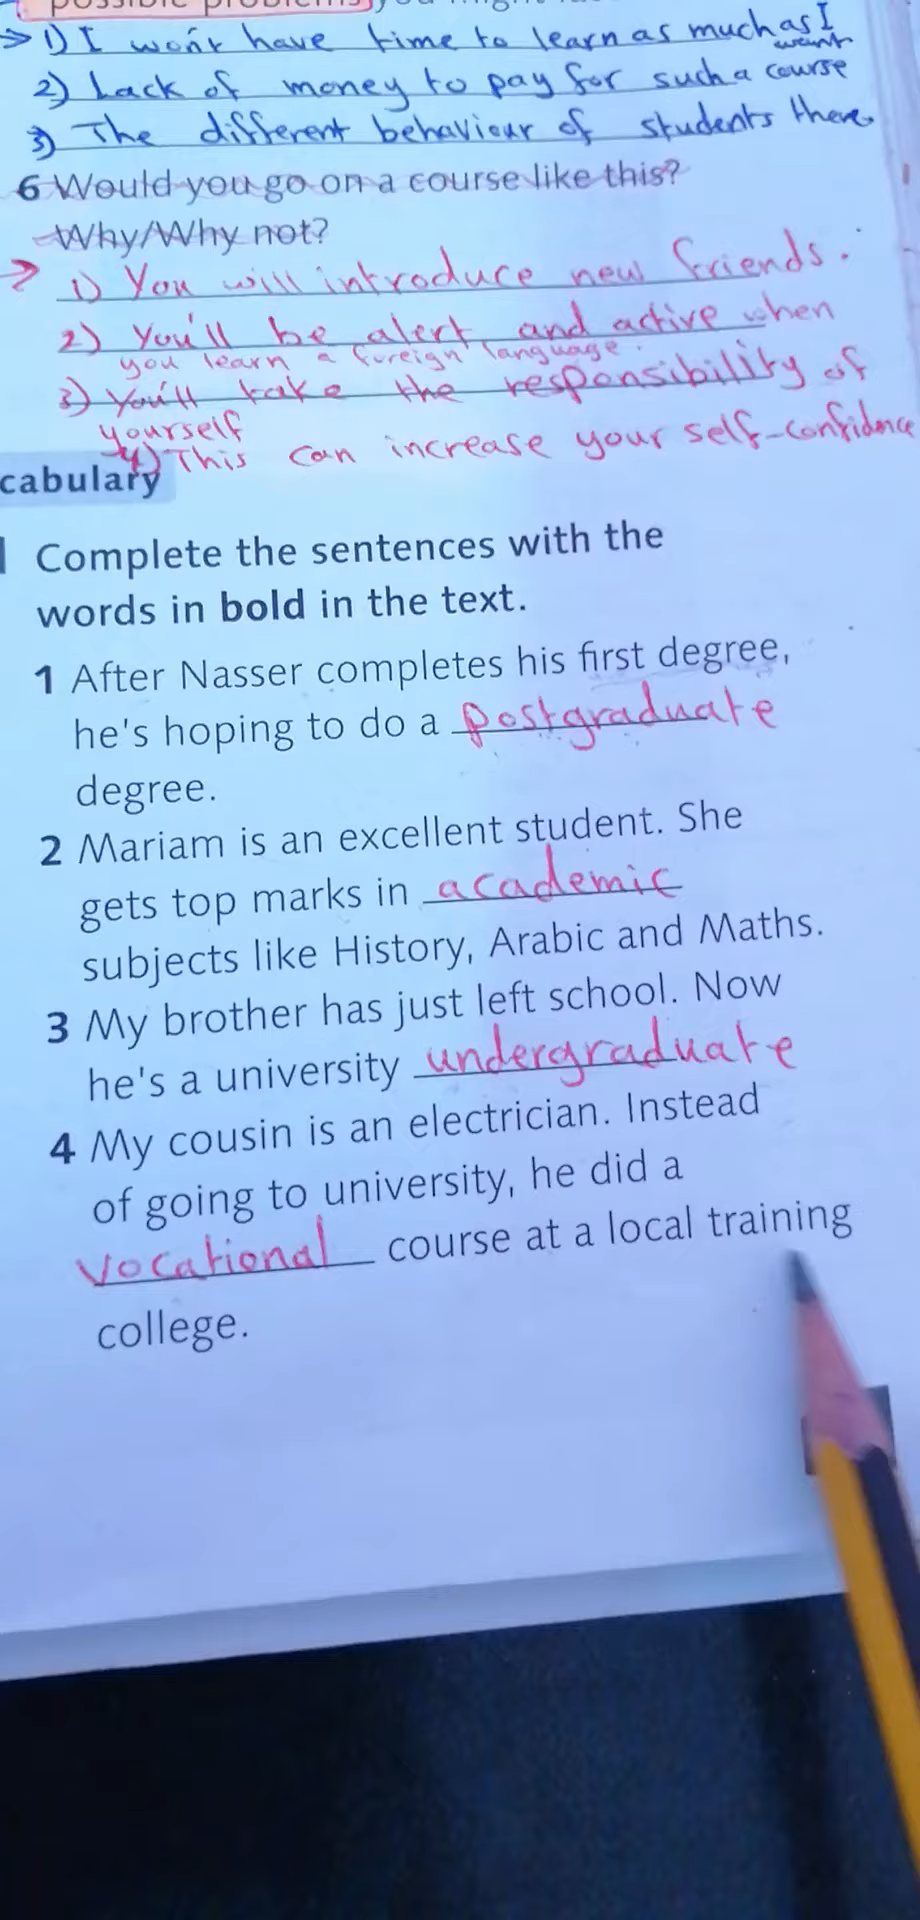 possible problems you might
1) I won't have time to learn as much as I
want
2) Lack of money to pay for such a course
3) The different behaviour of students there.
6 Would you go on a course like this?
Why/Why not?
1) You will introduce new friends.
2) You'll be alert and active when
you learn a foreign language.
3) You'll take the responsibility of
yourself
4) This can increase your self-confidence
cabulary
Complete the sentences with the
words in bold in the text.
1 After Nasser completes his first degree,
he's hoping to do a postgraduate
degree.
2 Mariam is an excellent student. She
gets top marks in academic
subjects like History, Arabic and Maths.
3 My brother has just left school. Now
he's a university undergraduate
4 My cousin is an electrician. Instead
of going to university, he did a
vocational course at a local training
college.